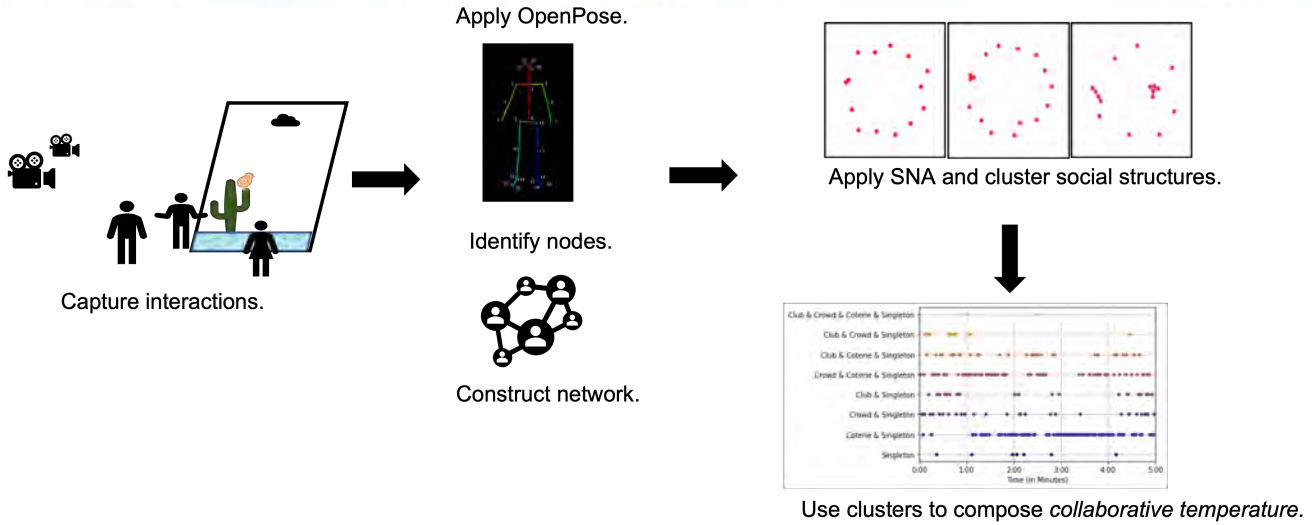 Apply OpenPose.
Capture interactions.
Identify nodes.
Construct network.
Apply SNA and cluster social structures.
Club & Crowd & Coterie & Singleton
Club & Crowd & Singleton
Club & Coterie & Singleton
Crowd & Coterie & Singleton
Club & Singleton
Crowd & Singleton
Coterie & Singleton
Singleton
0:00 1:00 2:00 3:00 4:00 5:00
Time (in Minutes)
Use clusters to compose collaborative temperature.